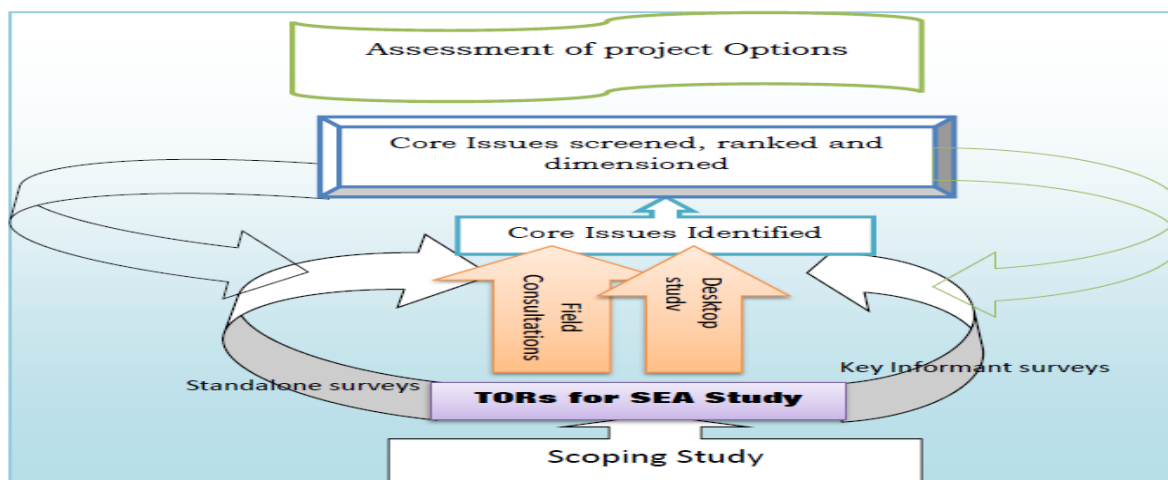 Assessment of project Options
Core Issues screened, ranked and
dimensioned
Core Issues Identified
Field
Consultations
Desktop
study
Standalone surveys
Key Informant surveys
TORs for SEA Study
Scoping Study